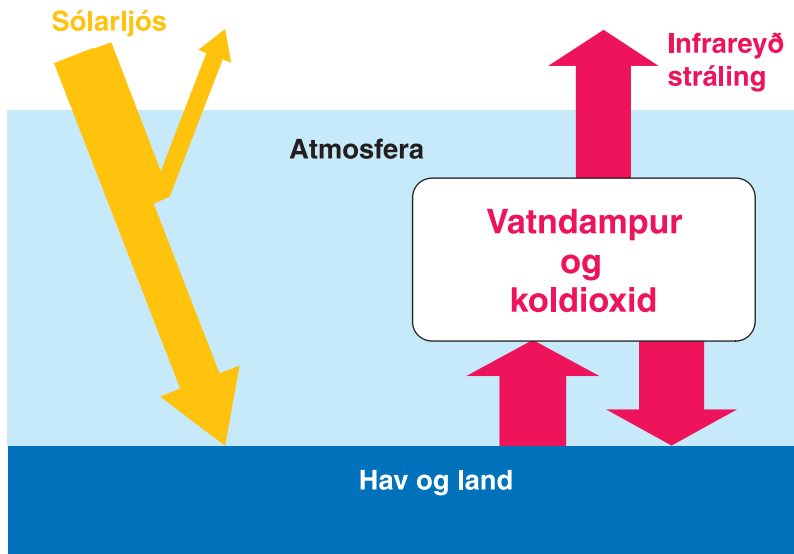 Sólarljós
Infrareyð
stráling
Atmosfera
Vatndampur
og
koldioxid
Hav og land